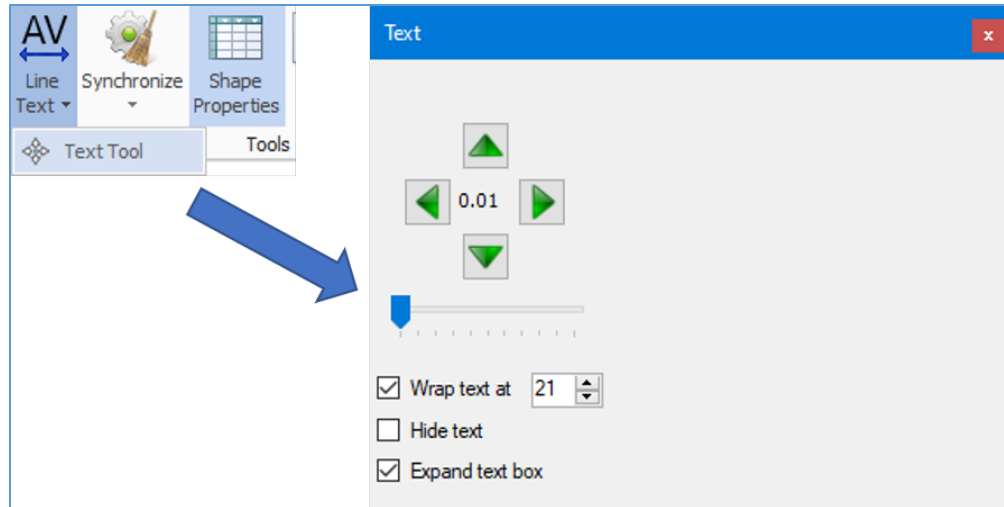 AV
Line
Text
Synchronize
Shape
Properties
Text Tool
Tools
Text
x
0.01
Wrap text at 21
Hide text
Expand text box